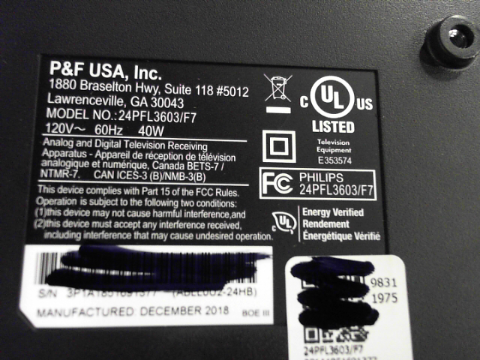 P&F USA, Inc.
1880 Braselton Hwy, Suite 118 #5012
Lawrenceville, GA 30043
MODEL NO.:24PFL3603/F7
120V~ 60Hz 40W
Analog and Digital Television Receiving
Apparatus - Appareil de réception de télévision
analogique et numérique, Canada BETS-7 /
NTMR-7. CAN ICES-3 (B)/NMB-3(B)
This device complies with Part 15 of the FCC Rules.
Operation is subject to the following two conditions:
(1)this device may not cause harmful interference,and
(2)this device must accept any interference received,
including interference that may cause undesired operation.
C UL US
LISTED
Television
Equipment
E353574
FC PHILIPS
24PFL3603/F7
UL
Energy Verified
Rendement
Énergétique Vérifié
S/N
MANUFACTURED: DECEMBER 2018 BOE III
9831
1975
24PFL3603/F7